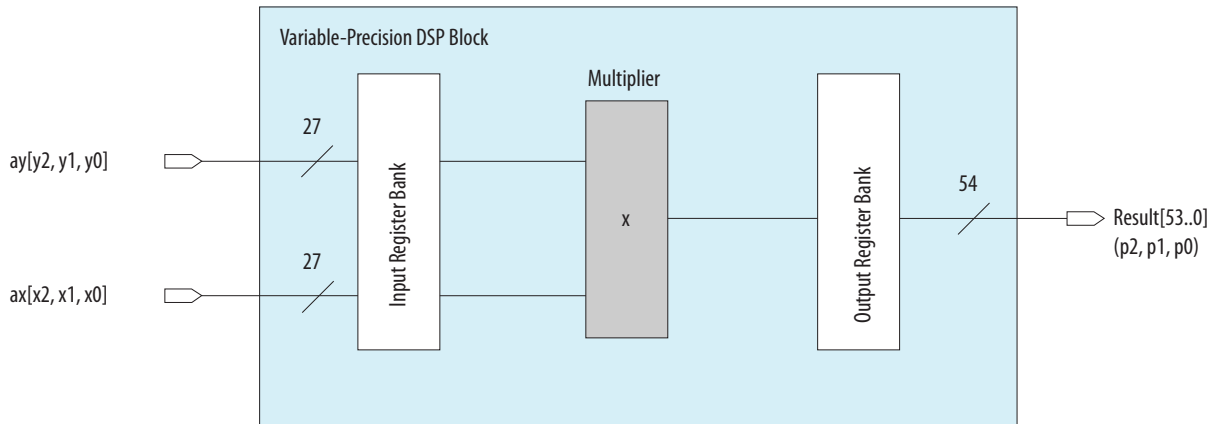 Variable-Precision DSP Block
Multiplier
27
ay[y2, y1, y0]
Input Register Bank
x
Output Register Bank
54
Result[53..0]
(p2, p1, p0)
27
ax[x2, x1, x0]